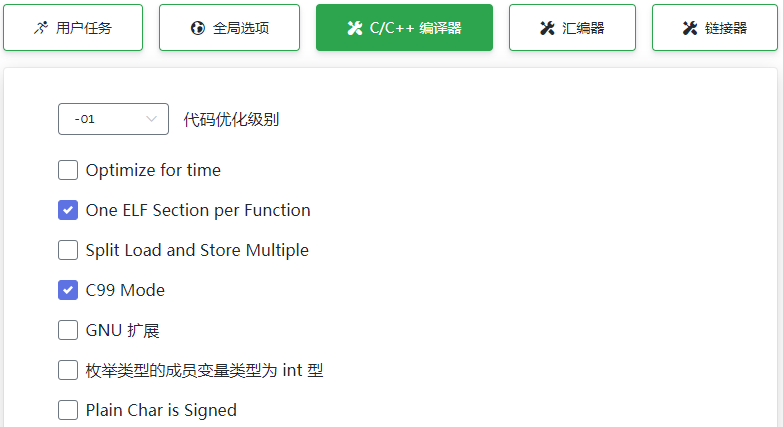 用户任务 全局选项 C/C++ 编译器 汇编器 链接器
-O1 代码优化级别
Optimize for time
One ELF Section per Function
Split Load and Store Multiple
C99 Mode
GNU 扩展
枚举类型的成员变量类型为 int 型
Plain Char is Signed